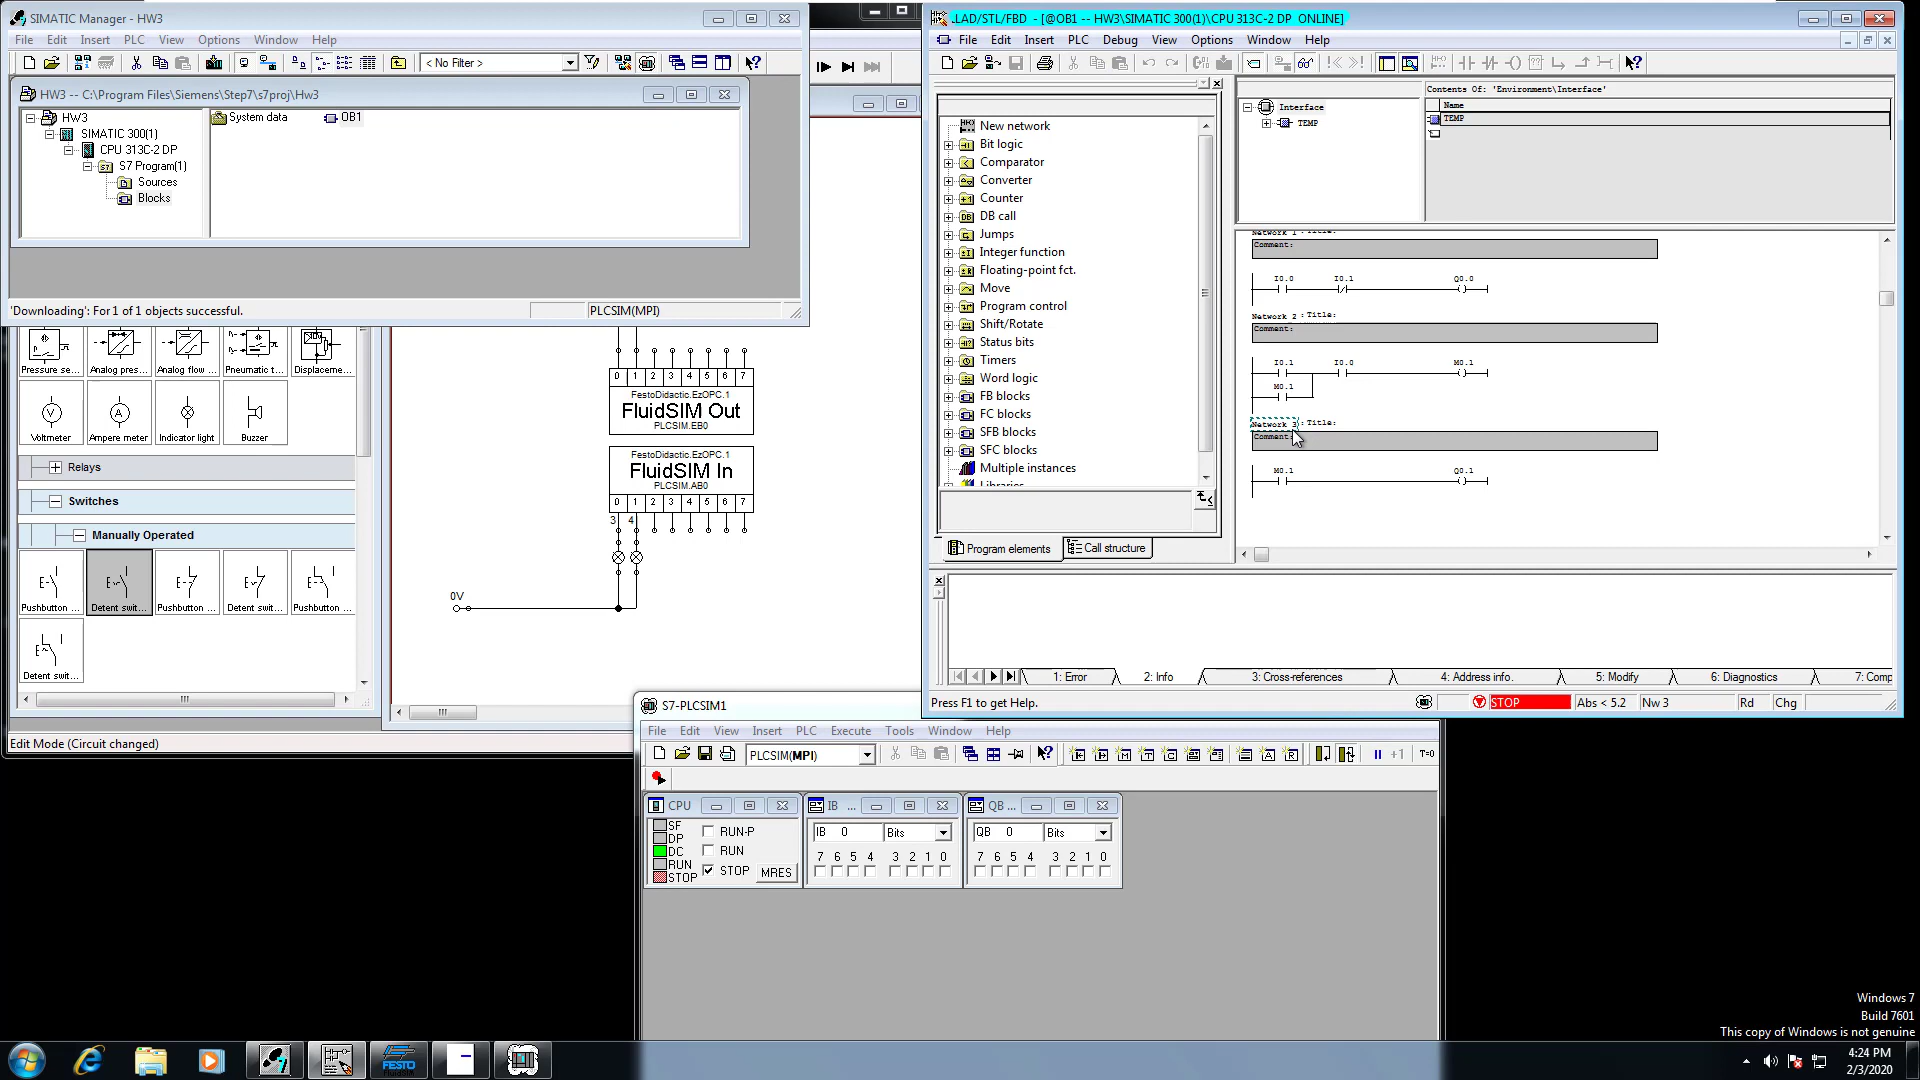 SIMATIC Manager - HW3
File Edit Insert PLC View Options Window Help
< No Filter >
HW3 -- C:\Program Files\Siemens\Step7\s7proj\Hw3
HW3
SIMATIC 300(1)
CPU 313C-2 DP
S7 Program(1)
Sources
Blocks
System data
OB1
'Downloading': For 1 of 1 objects successful.
PLCSIM(MPI)
Pressure se...
Analog pres...
Analog flow ...
Pneumatic t...
Displaceme...
Voltmeter
Ampere meter
Indicator light
Buzzer
Relays
Switches
Manually Operated
Pushbutton ...
Detent swit...
Pushbutton ...
Detent swit...
Pushbutton ...
Detent swit...
Edit Mode (Circuit changed)
0 1 2 3 4 5 6 7
FestoDidactic.EzOPC.1
FluidSIM Out
PLCSIM.EB0
FestoDidactic.EzOPC.1
FluidSIM In
PLCSIM.AB0
0 1 2 3 4 5 6 7
3 4
0V
LAD/STL/FBD - [@OB1 -- HW3\SIMATIC 300(1)\CPU 313C-2 DP ONLINE]
File Edit Insert PLC Debug View Options Window Help
New network
Bit logic
Comparator
Converter
Counter
DB call
Jumps
Integer function
Floating-point fct.
Move
Program control
Shift/Rotate
Status bits
Timers
Word logic
FB blocks
FC blocks
SFB blocks
SFC blocks
Multiple instances
Libraries
Program elements
Call structure
Interface
TEMP
Contents Of: 'Environment\Interface'
Name
TEMP
Network 1 : Title:
Comment:
I0.0 I0.1 Q0.0
Network 2 : Title:
Comment:
I0.1 I0.0 M0.1
M0.1
Network 3 : Title:
Comment:
M0.1 Q0.1
1: Error
2: Info
3: Cross-references
4: Address info.
5: Modify
6: Diagnostics
7: Comp
Press F1 to get Help.
STOP
Abs < 5.2
Nw 3
Rd
Chg
S7-PLCSIM1
File Edit View Insert PLC Execute Tools Window Help
PLCSIM(MPI)
+1
T=0
CPU
SF
DP
DC
RUN
STOP
RUN-P
RUN
STOP
MRES
IB ...
IB 0
Bits
7 6 5 4 3 2 1 0
QB ...
QB 0
Bits
7 6 5 4 3 2 1 0
Windows 7
Build 7601
This copy of Windows is not genuine
FESTO
4:24 PM
2/3/2020